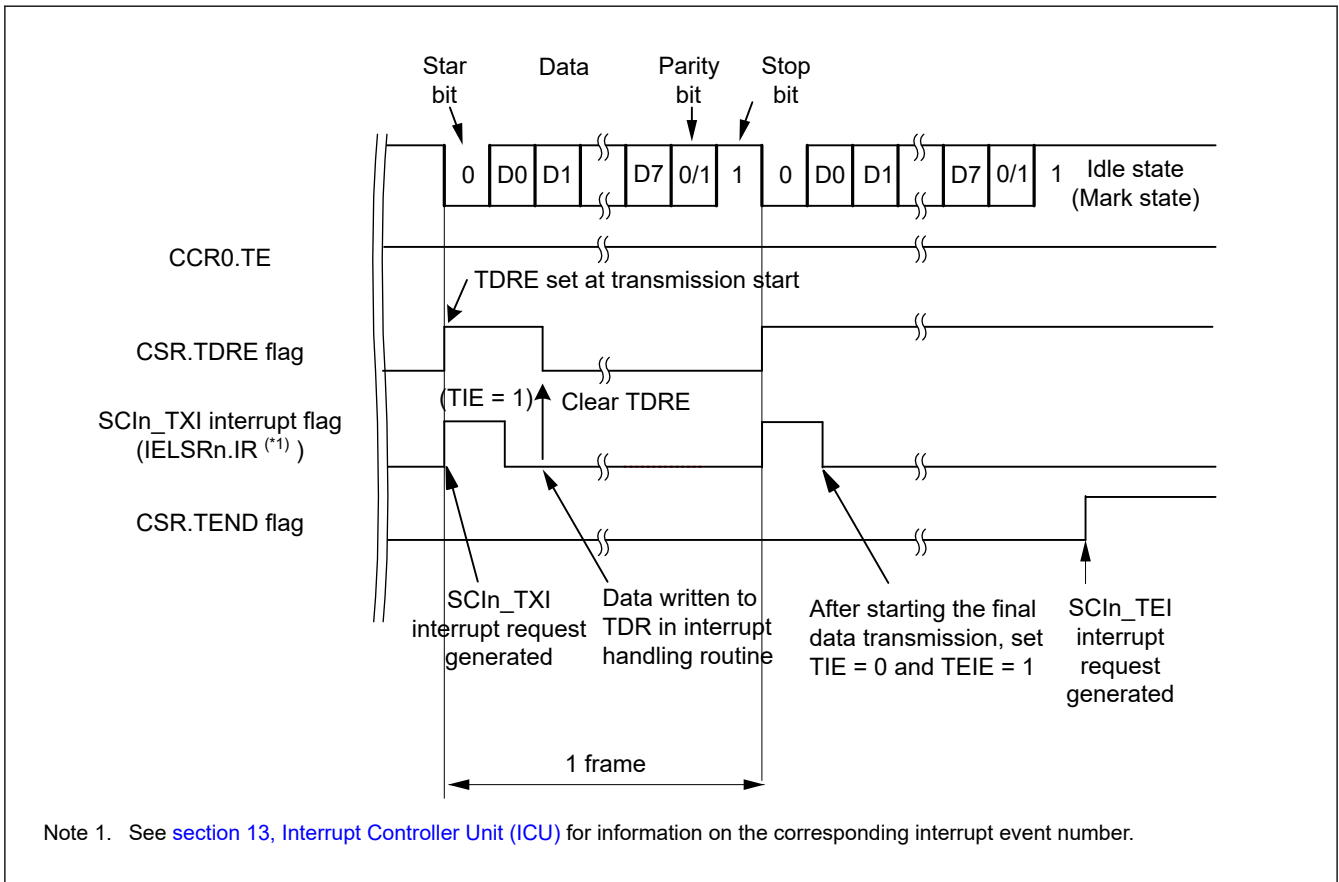 Star bit
Data
Parity bit
Stop bit
0 D0 D1 D7 0/1 1 0 D0 D1 D7 0/1 1 Idle state
(Mark state)
CCR0.TE
TDRE set at transmission start
CSR.TDRE flag
(TIE = 1) Clear TDRE
SCIn_TXI interrupt flag
(IELSRn.IR (*1) )
CSR.TEND flag
SCIn_TXI
interrupt request
generated
Data written to
TDR in interrupt
handling routine
After starting the final
data transmission, set
TIE = 0 and TEIE = 1
SCIn_TEI
interrupt
request
generated
1 frame
Note 1. See section 13, Interrupt Controller Unit (ICU) for information on the corresponding interrupt event number.